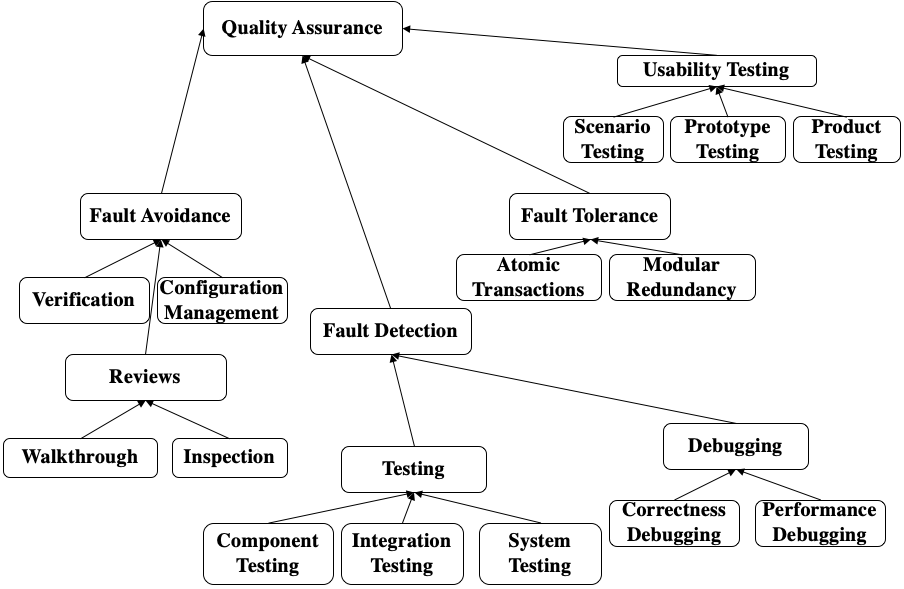 Quality Assurance
Usability Testing
Scenario
Testing
Prototype
Testing
Product
Testing
Fault Avoidance
Fault Tolerance
Atomic
Transactions
Modular
Redundancy
Verification
Configuration
Management
Fault Detection
Reviews
Walkthrough
Inspection
Testing
Debugging
Component
Testing
Integration
Testing
System
Testing
Correctness
Debugging
Performance
Debugging